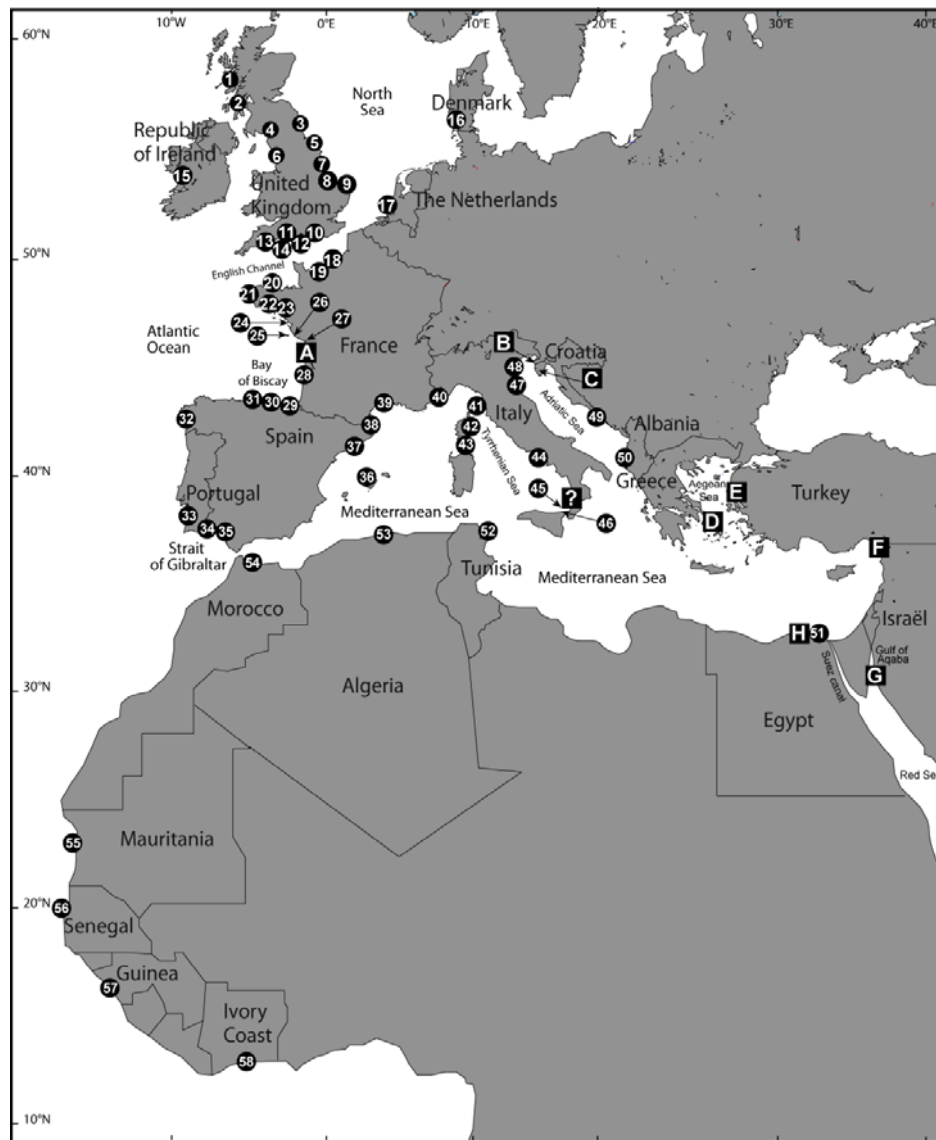 10°W
0°E
10°E
20°E
30°E
40°E
60°N
1
North
Sea
2
Denmark
Republic
of Ireland
4
3
16
5
6
7
15
8
9
United
Kingdom
17
The Netherlands
11
10
13
12
14
50°N
18
English Channel
19
20
21
22
23
26
24
27
25
Atlantic
Ocean
France
A
B
Croatia
48
Bay
of Biscay
28
47
C
31
30
29
40
39
41
Italy
Adriatic Sea
32
Spain
38
42
49
Albania
37
43
Tyrrhenian Sea
44
50
40°N
36
45
Greece
Aegean
Sea
E
Turkey
Portugal
?
33
Mediterranean Sea
46
D
34
35
53
52
Strait
of Gibraltar
54
Tunisia
Mediterranean Sea
F
Morocco
Israël
H
51
Gulf of
Aqaba
Suez canal
G
30°N
Algeria
Egypt
Red Se
Mauritania
55
20°N
56
Senegal
Guinea
57
Ivory
Coast
58
10°N